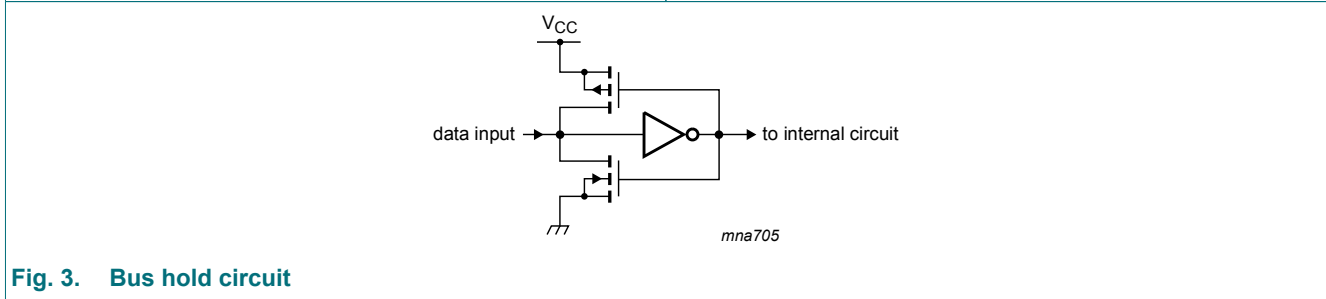 VCC
data input
to internal circuit
mna705
Fig. 3. Bus hold circuit